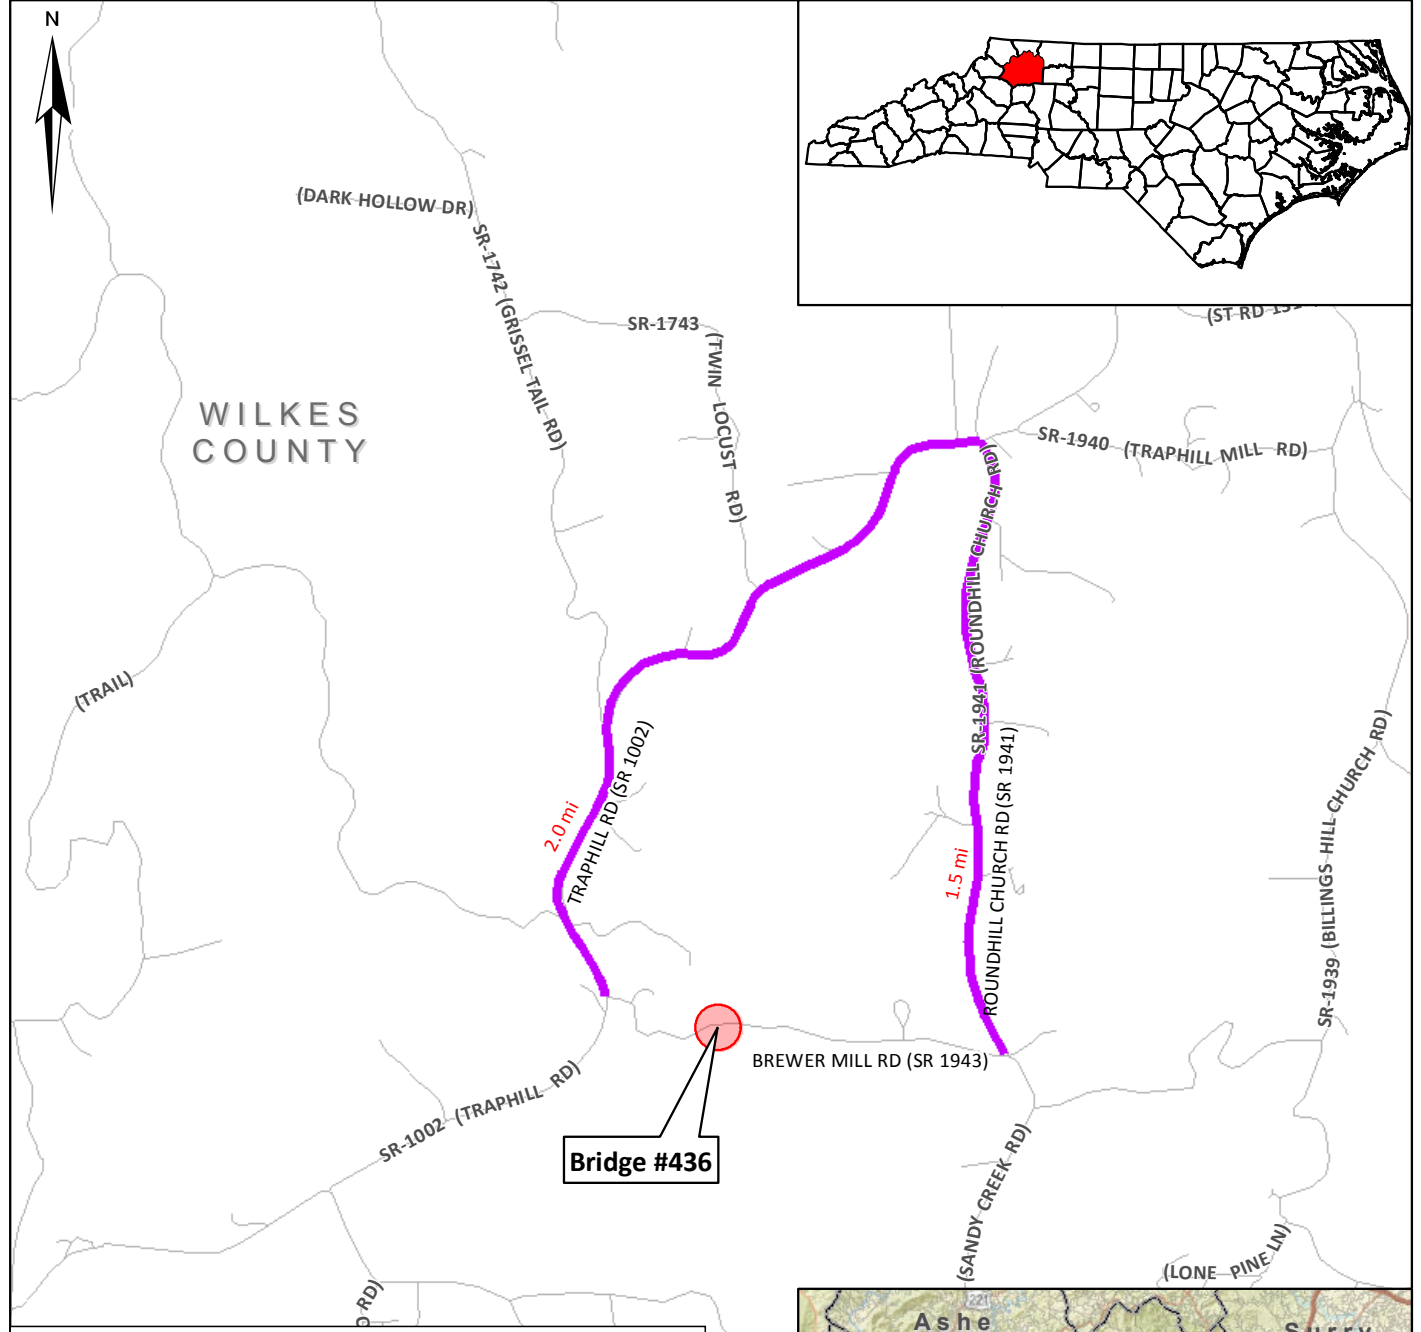 N
(DARK HOLLOW DR)
SR-1742 (GRISSEL TAIL RD)
SR-1743 (TWIN LOCUST RD)
WILKES
COUNTY
SR-1940 (TRAPHILL MILL RD)
SR-1941 (ROUNDHILL CHURCH RD)
(TRAIL)
2.0 mi
TRAPHILL RD (SR 1002)
1.5 mi
ROUNDHILL CHURCH RD (SR 1941)
SR-1939 (BILLINGS HILL CHURCH RD)
BREWER MILL RD (SR 1943)
SR-1002 (TRAPHILL RD)
Bridge #436
(SANDY CREEK RD)
(LONE PINE LN)
RD)
221
Ashe
Surry
(ST RD